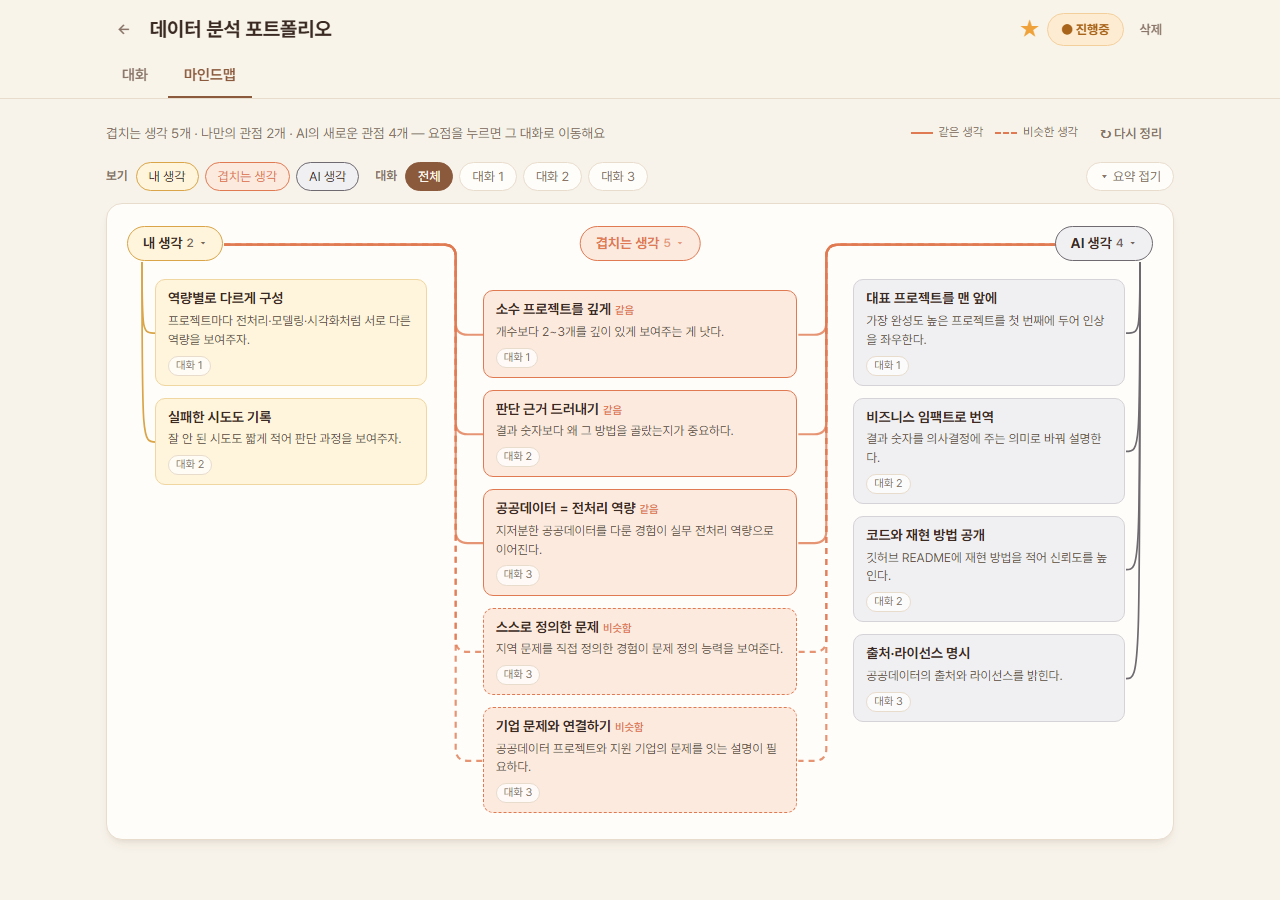 ← 데이터 분석 포트폴리오
★ ● 진행중 삭제
대화 마인드맵
겹치는 생각 5개 · 나만의 관점 2개 · AI의 새로운 관점 4개 — 요점을 누르면 그 대화로 이동해요
같은 생각 비슷한 생각 ↻ 다시 정리
보기 내 생각 겹치는 생각 AI 생각 대화 전체 대화 1 대화 2 대화 3
요약 접기
내 생각 2
역량별로 다르게 구성
프로젝트마다 전처리·모델링·시각화처럼 서로 다른
역량을 보여주자.
대화 1
실패한 시도도 기록
잘 안 된 시도도 짧게 적어 판단 과정을 보여주자.
대화 2
겹치는 생각 5
소수 프로젝트를 깊게 같음
개수보다 2–3개를 깊이 있게 보여주는 게 낫다.
대화 1
판단 근거 드러내기 같음
결과 숫자보다 왜 그 방법을 골랐는지가 중요하다.
대화 2
공공데이터 = 전처리 역량 같음
지저분한 공공데이터를 다룬 경험이 실무 전처리 역량으로
이어진다.
대화 3
스스로 정의한 문제 비슷함
지역 문제를 직접 정의한 경험이 문제 정의 능력을 보여준다.
대화 3
기업 문제와 연결하기 비슷함
공공데이터 프로젝트와 지원 기업의 문제를 잇는 설명이 필
요하다.
대화 3
AI 생각 4
대표 프로젝트를 맨 앞에
가장 완성도 높은 프로젝트를 첫 번째에 두어 인상
을 좌우한다.
대화 1
비즈니스 임팩트로 번역
결과 숫자를 의사결정에 주는 의미로 바꿔 설명한
다.
대화 2
코드와 재현 방법 공개
깃허브 README에 재현 방법을 적어 신뢰도를 높
인다.
대화 2
출처·라이선스 명시
공공데이터의 출처와 라이선스를 밝힌다.
대화 3